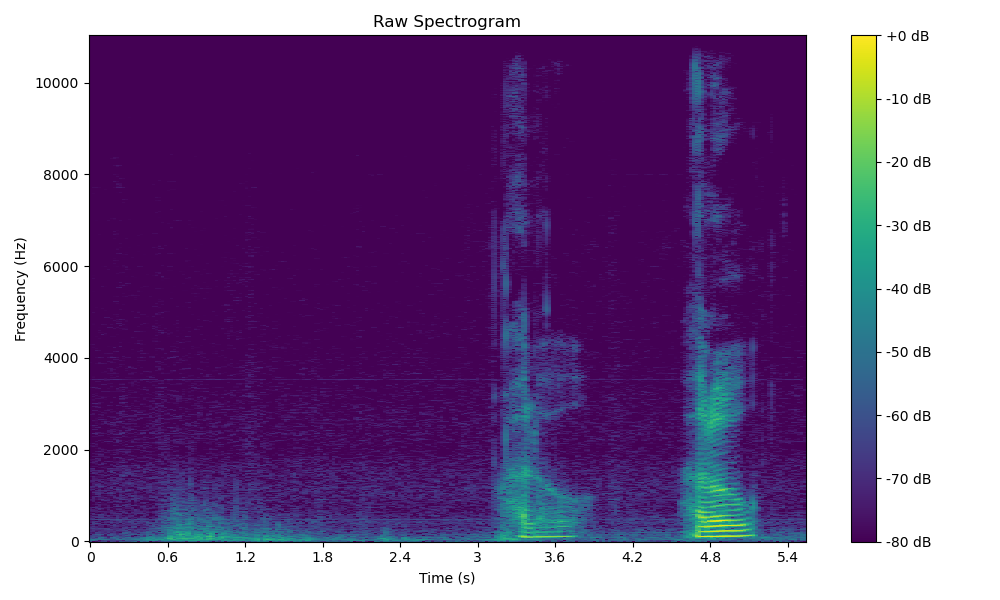 Raw Spectrogram
Frequency (Hz)
10000
8000
6000
4000
2000
0
0 0.6 1.2 1.8 2.4 3 3.6 4.2 4.8 5.4
Time (s)
+0 dB
-10 dB
-20 dB
-30 dB
-40 dB
-50 dB
-60 dB
-70 dB
-80 dB